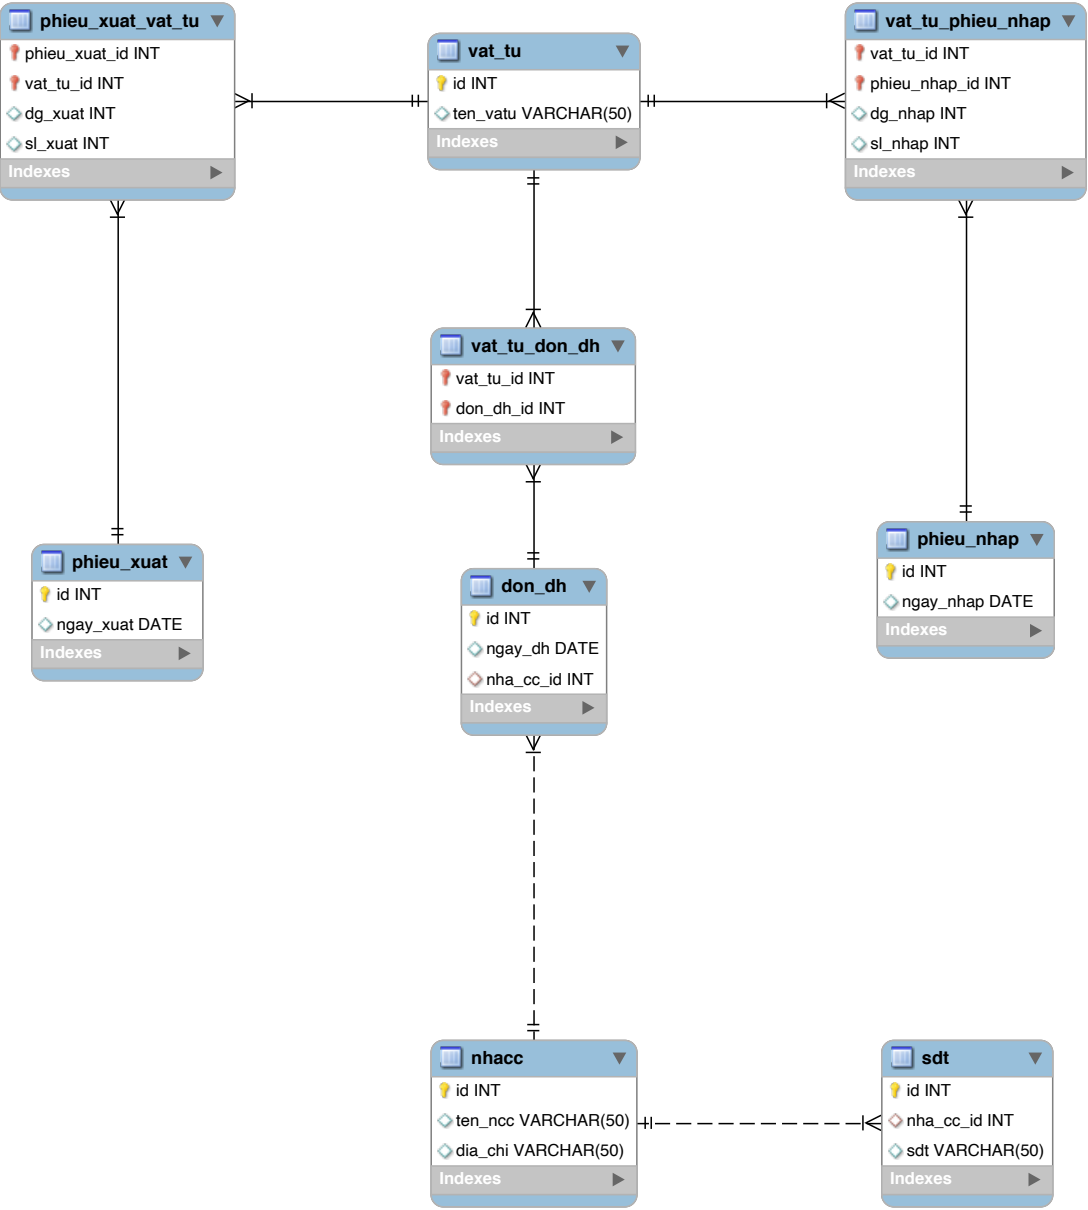 phieu_xuat_vat_tu
phieu_xuat_id INT
vat_tu_id INT
dg_xuat INT
sl_xuat INT
Indexes
vat_tu
id INT
ten_vatu VARCHAR(50)
Indexes
vat_tu_phieu_nhap
vat_tu_id INT
phieu_nhap_id INT
dg_nhap INT
sl_nhap INT
Indexes
vat_tu_don_dh
vat_tu_id INT
don_dh_id INT
Indexes
phieu_xuat
id INT
ngay_xuat DATE
Indexes
don_dh
id INT
ngay_dh DATE
nha_cc_id INT
Indexes
phieu_nhap
id INT
ngay_nhap DATE
Indexes
nhacc
id INT
ten_ncc VARCHAR(50)
dia_chi VARCHAR(50)
Indexes
sdt
id INT
nha_cc_id INT
sdt VARCHAR(50)
Indexes